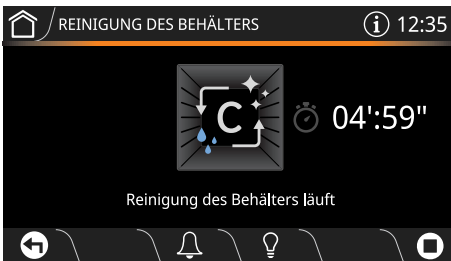 REINIGUNG DES BEHÄLTERS
i 12:35
C
04':59"
Reinigung des Behälters läuft